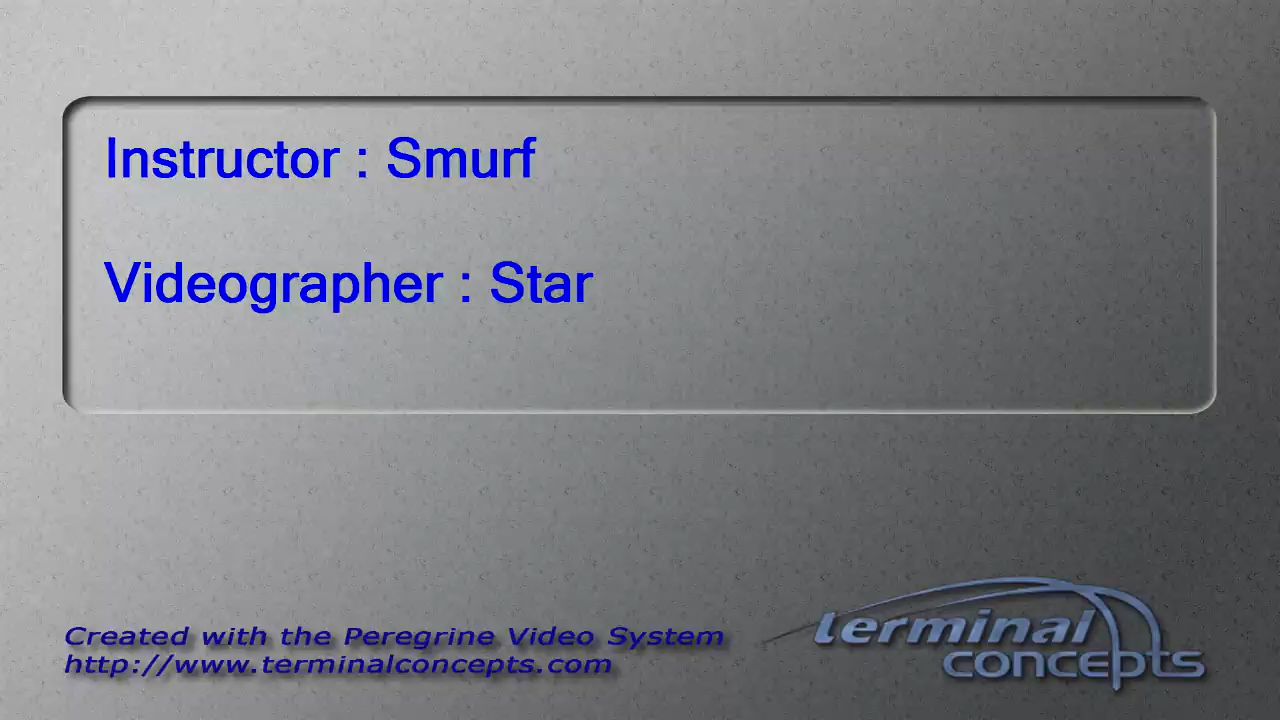 Instructor : Smurf
Videographer : Star
Created with the Peregrine Video System
http://www.terminalconcepts.com
terminal
concepts